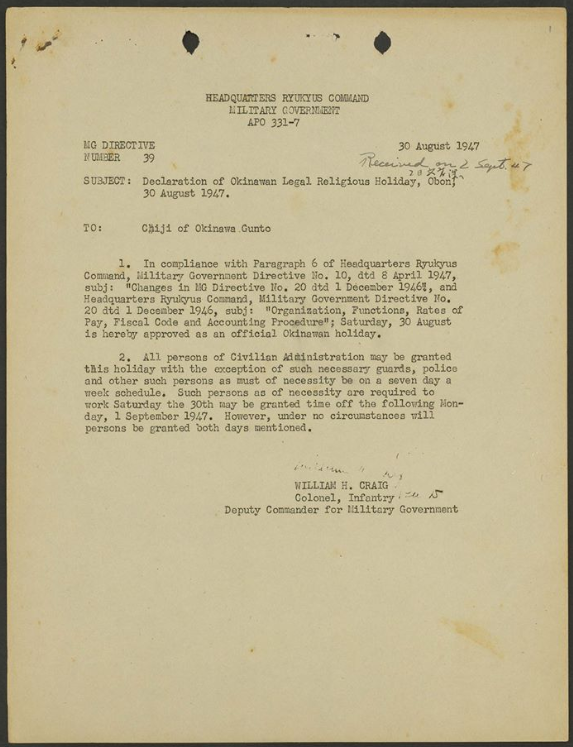 HEADQUARTERS RYUKYUS COMMAND
MILITARY GOVERNMENT
APO 331-7
MG DIRECTIVE 30 August 1947
NUMBER 39
Received on 2 Sept. 47
SUBJECT: Declaration of Okinawan Legal Religious Holiday, Obon,
30 August 1947.
TO: Chiji of Okinawa Gunto
1. In compliance with Paragraph 6 of Headquarters Ryukyus
Command, Military Government Directive No. 10, dtd 8 April 1947,
subj: "Changes in MG Directive No. 20 dtd 1 December 1946", and
Headquarters Ryukyus Command, Military Government Directive No.
20 dtd 1 December 1946, subj: "Organization, Functions, Rates of
Pay, Fiscal Code and Accounting Procedure"; Saturday, 30 August
is hereby approved as an official Okinawan holiday.
2. All persons of Civilian Administration may be granted
this holiday with the exception of such necessary guards, police
and other such persons as must of necessity be on a seven day a
week schedule. Such persons as of necessity are required to
work Saturday the 30th may be granted time off the following Mon-
day, 1 September 1947. However, under no circumstances will
persons be granted both days mentioned.
WILLIAM H. CRAIG
Colonel, Infantry
Deputy Commander for Military Government